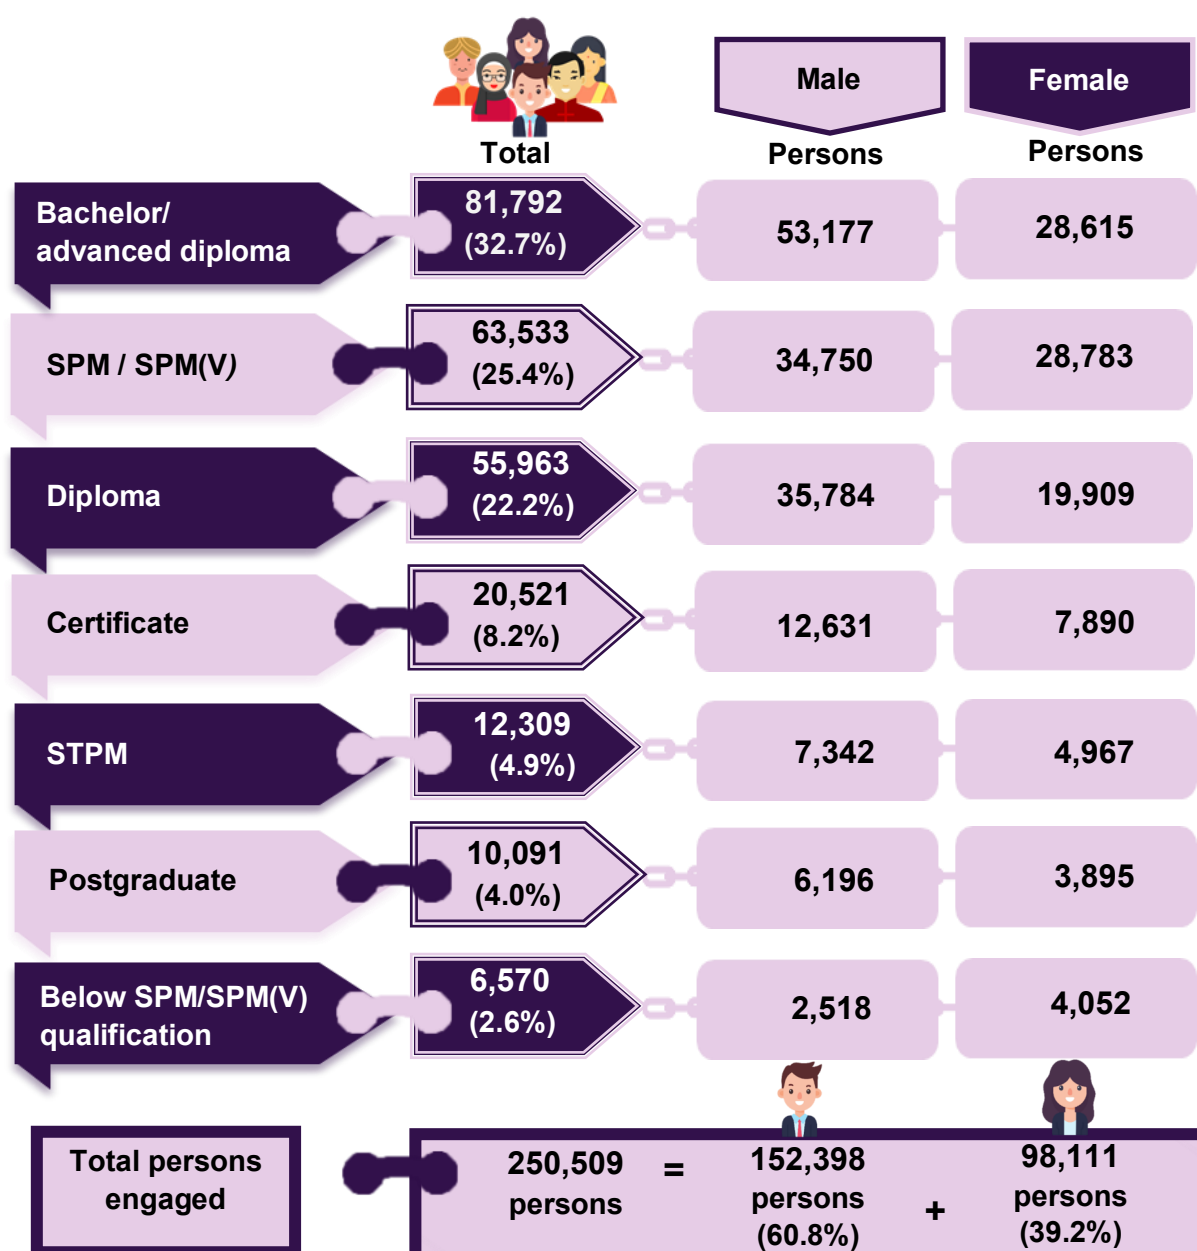 Male
Female
Total
Persons
Persons
Bachelor/
advanced diploma
81,792
(32.7%)
53,177
28,615
SPM / SPM(V)
63,533
(25.4%)
34,750
28,783
Diploma
55,963
(22.2%)
35,784
19,909
Certificate
20,521
(8.2%)
12,631
7,890
STPM
12,309
(4.9%)
7,342
4,967
Postgraduate
10,091
(4.0%)
6,196
3,895
Below SPM/SPM(V)
qualification
6,570
(2.6%)
2,518
4,052
Total persons
engaged
250,509
persons
=
152,398
persons
(60.8%)
+
98,111
persons
(39.2%)